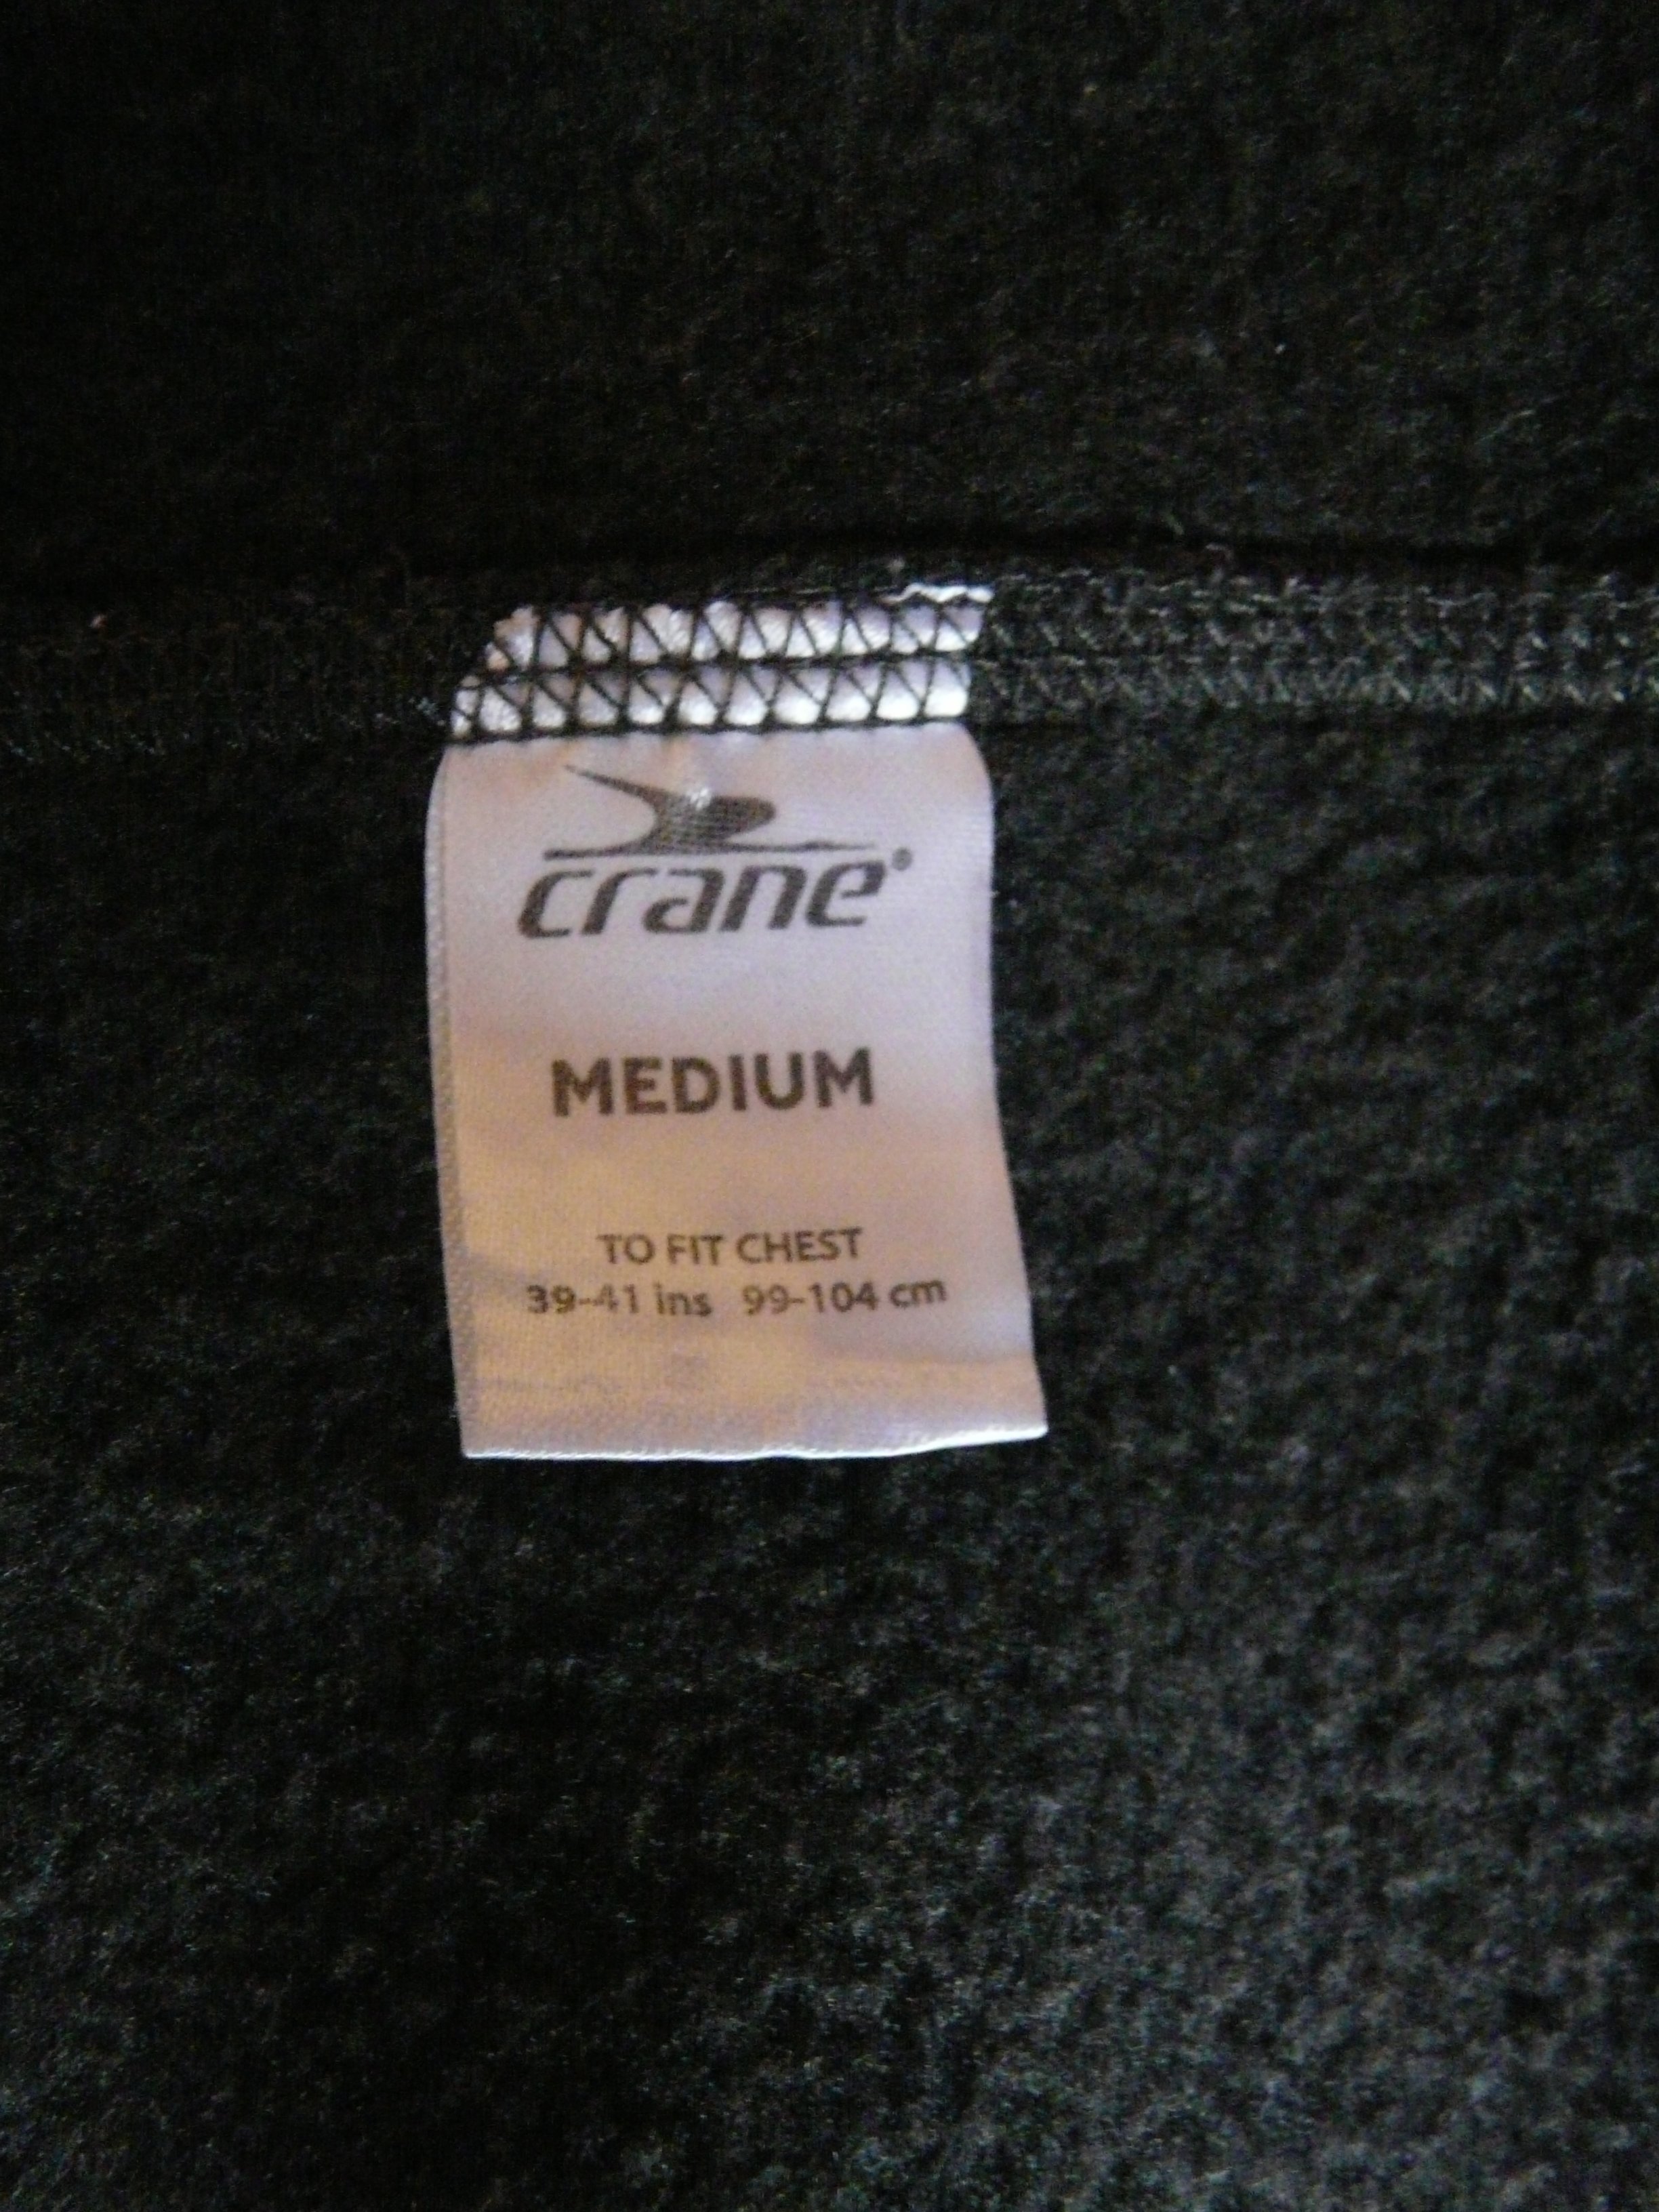 crane®
MEDIUM
TO FIT CHEST
39-41 ins 99-104 cm